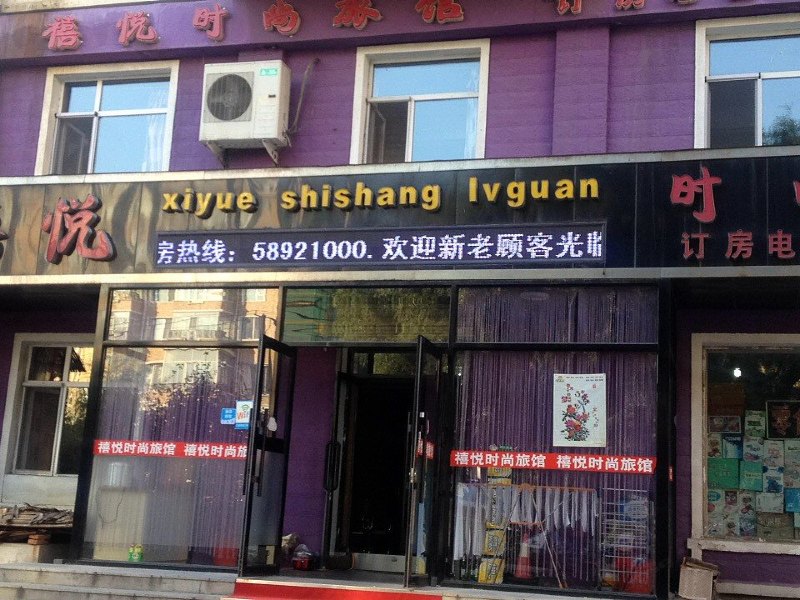 禧悦时尚旅馆 订房
悦 xiyue shishang lvguan 时
房热线：58921000.欢迎新老顾客光临
订房电
禧悦时尚旅馆 禧悦时尚旅
禧悦时尚旅馆 禧悦时尚旅馆